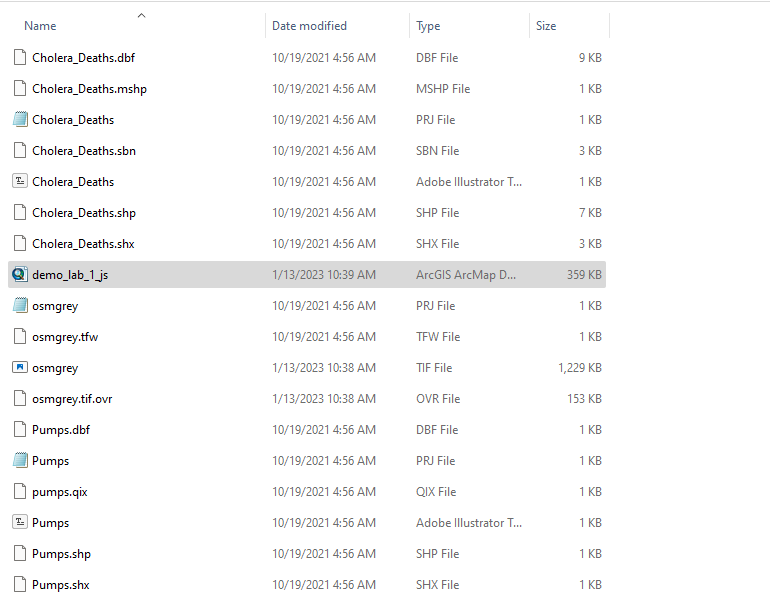 Name Date modified Type Size
Cholera_Deaths.dbf 10/19/2021 4:56 AM DBF File 9 KB
Cholera_Deaths.mshp 10/19/2021 4:56 AM MSHP File 1 KB
Cholera_Deaths 10/19/2021 4:56 AM PRJ File 1 KB
Cholera_Deaths.sbn 10/19/2021 4:56 AM SBN File 3 KB
Cholera_Deaths 10/19/2021 4:56 AM Adobe Illustrator T... 1 KB
Cholera_Deaths.shp 10/19/2021 4:56 AM SHP File 7 KB
Cholera_Deaths.shx 10/19/2021 4:56 AM SHX File 3 KB
demo_lab_1_js 1/13/2023 10:39 AM ArcGIS ArcMap D... 359 KB
osmgrey 10/19/2021 4:56 AM PRJ File 1 KB
osmgrey.tfw 10/19/2021 4:56 AM TFW File 1 KB
osmgrey 1/13/2023 10:38 AM TIF File 1,229 KB
osmgrey.tif.ovr 1/13/2023 10:38 AM OVR File 153 KB
Pumps.dbf 10/19/2021 4:56 AM DBF File 1 KB
Pumps 10/19/2021 4:56 AM PRJ File 1 KB
pumps.qix 10/19/2021 4:56 AM QIX File 1 KB
Pumps 10/19/2021 4:56 AM Adobe Illustrator T... 1 KB
Pumps.shp 10/19/2021 4:56 AM SHP File 1 KB
Pumps.shx 10/19/2021 4:56 AM SHX File 1 KB